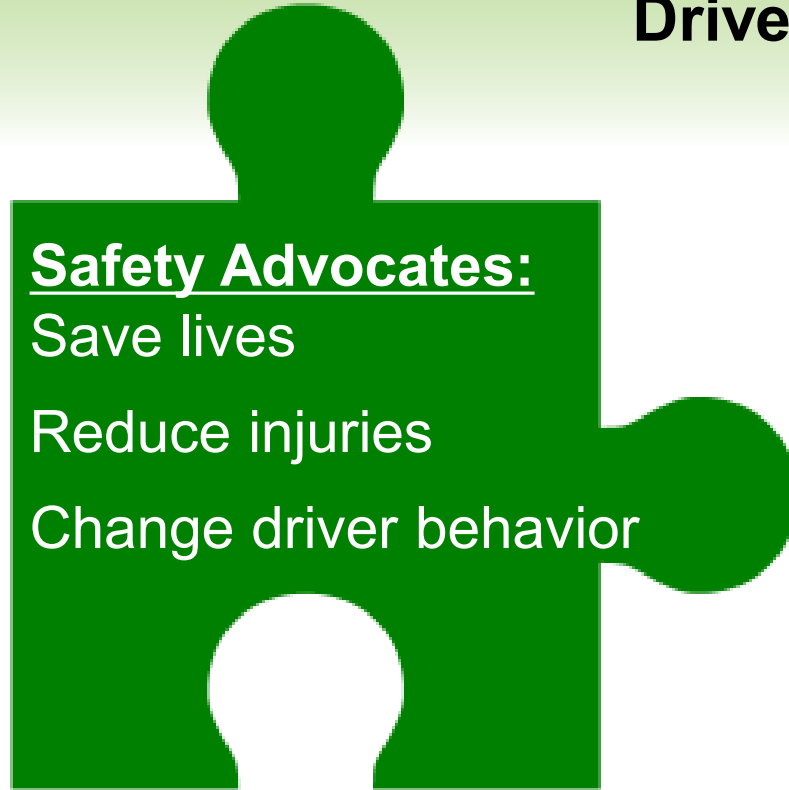 Drive
Safety Advocates:
Save lives
Reduce injuries
Change driver behavior